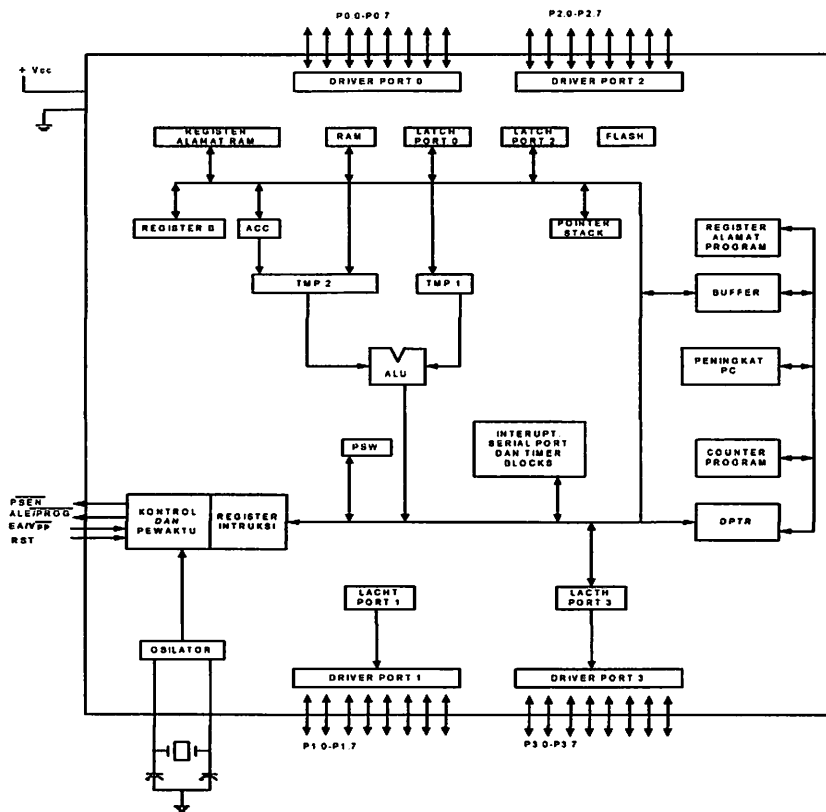 P0.0-P0.7
P2.0-P2.7
+ Vcc
DRIVER PORT 0
DRIVER PORT 2
REGISTER
ALAMAT RAM
RAM
LATCH
PORT 0
LATCH
PORT 2
FLASH
REGISTER B
ACC
POINTER
STACK
REGISTER
ALAMAT
PROGRAM
TMP 2
TMP 1
BUFFER
ALU
PENINGKAT
PC
PSW
INTERUPT.
SERIAL PORT
DAN TIMER
BLOCKS
COUNTER
PROGRAM
PSEN
ALE/PROG
EA/VPP
RST
KONTROL
DAN
PEWAKTU
REGISTER
INTRUKSI
DPTR
LACHT
PORT 1
LACTH
PORT 3
OSILATOR
DRIVER PORT 1
DRIVER PORT 3
P1.0-P1.7
P3.0-P3.7